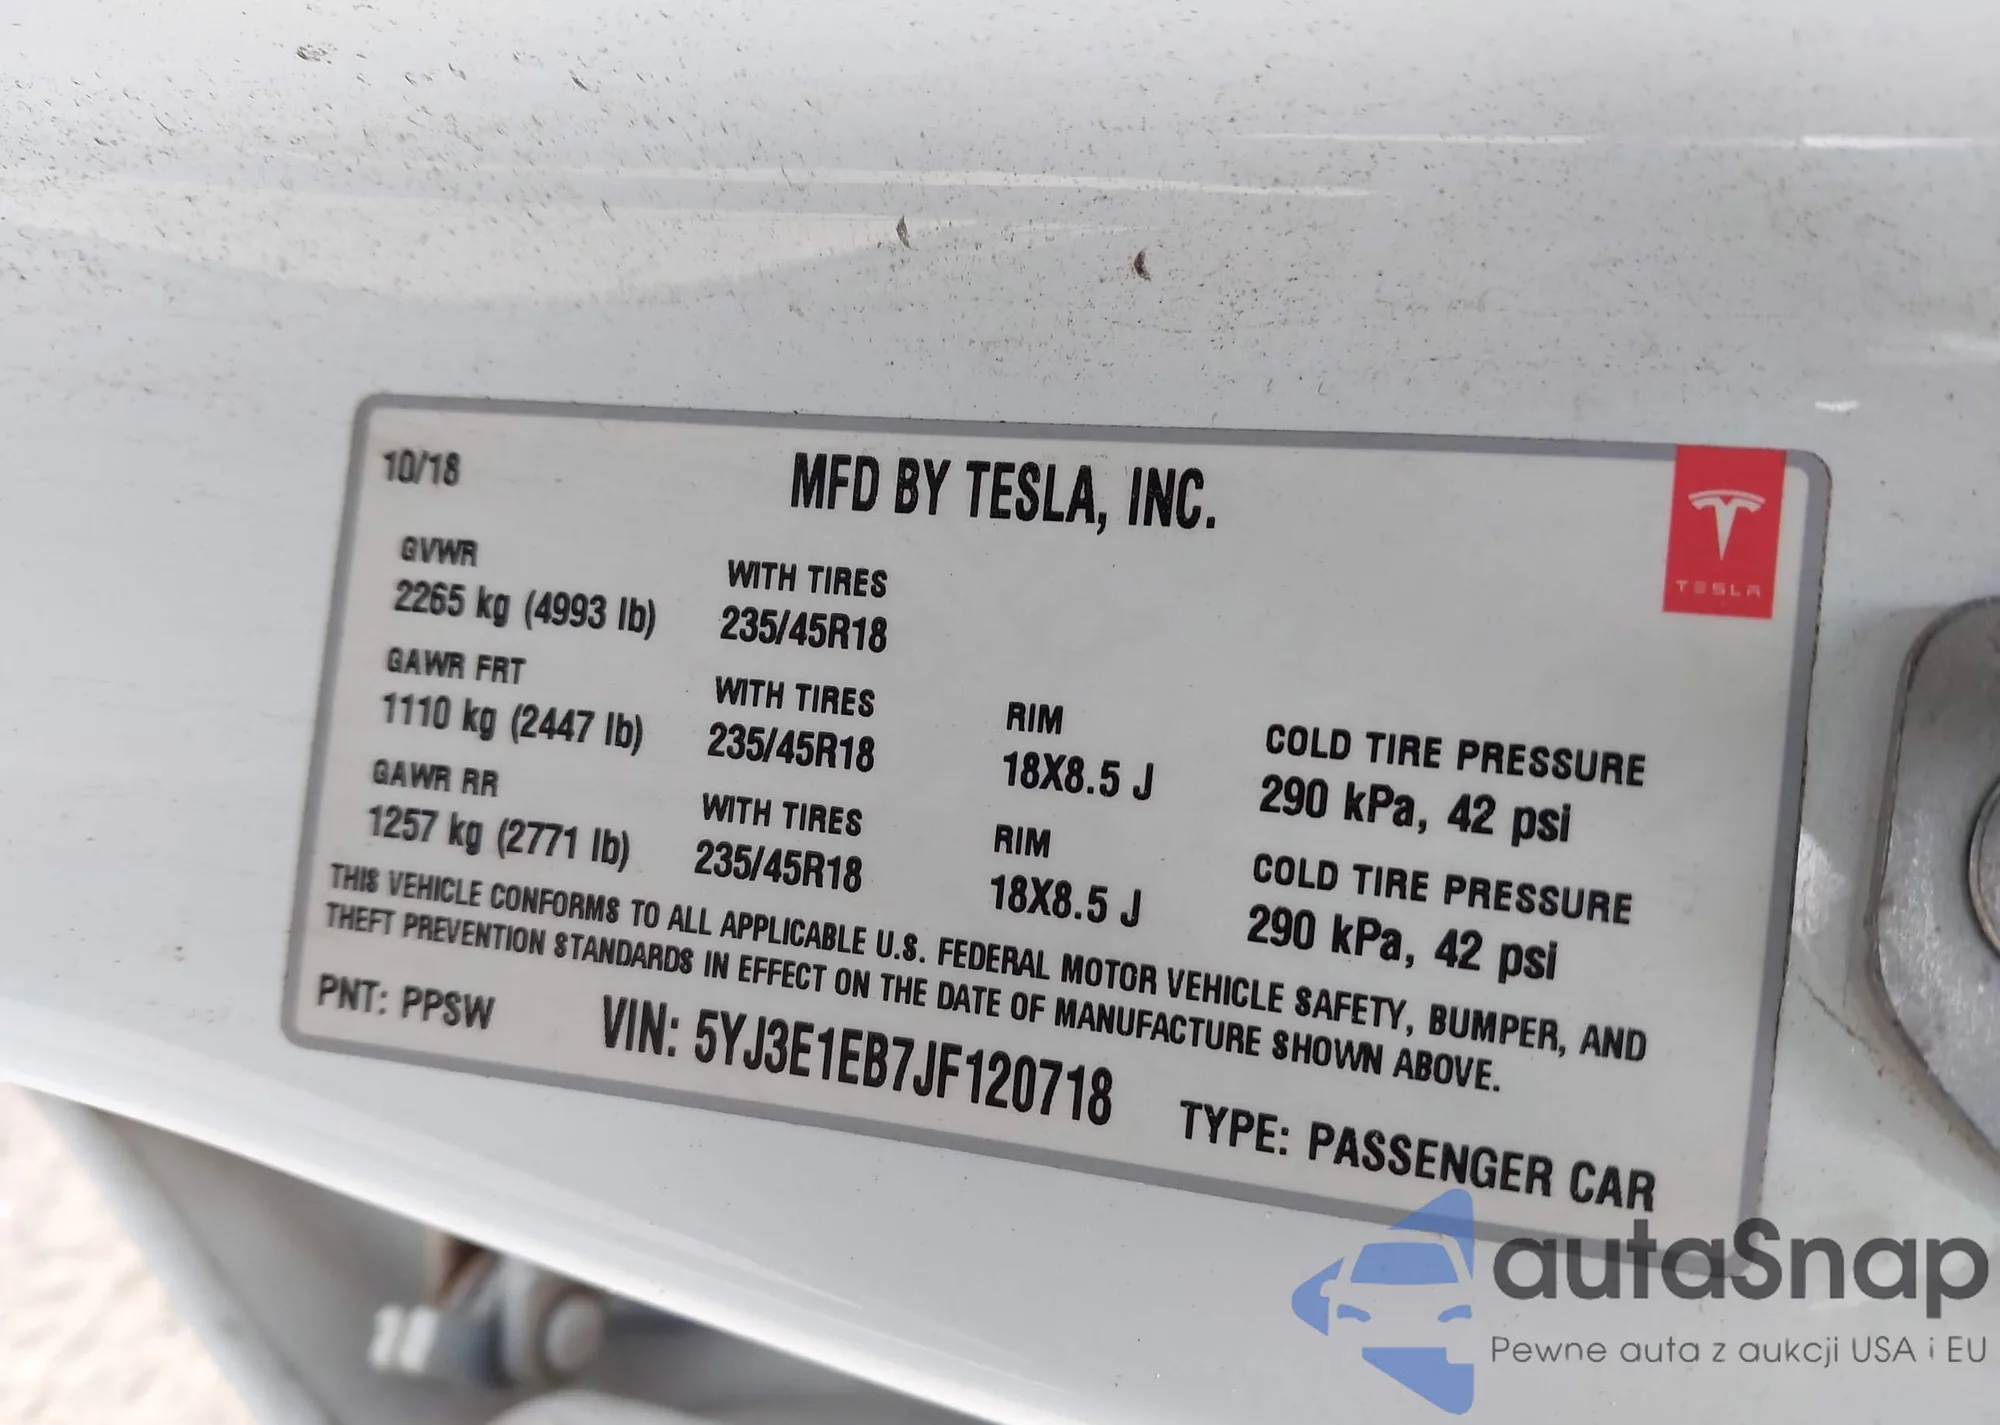 10/18
MFD BY TESLA, INC.
TESLA
GVWR
2265 kg (4993 lb)
WITH TIRES
235/45R18
GAWR FRT
1110 kg (2447 lb)
WITH TIRES
235/45R18
RIM
18X8.5 J
COLD TIRE PRESSURE
290 kPa, 42 psi
GAWR RR
1257 kg (2771 lb)
WITH TIRES
235/45R18
RIM
18X8.5 J
COLD TIRE PRESSURE
290 kPa, 42 psi
THIS VEHICLE CONFORMS TO ALL APPLICABLE U.S. FEDERAL MOTOR VEHICLE SAFETY, BUMPER, AND
THEFT PREVENTION STANDARDS IN EFFECT ON THE DATE OF MANUFACTURE SHOWN ABOVE.
PNT: PPSW
VIN: 5YJ3E1EB7JF120718
TYPE: PASSENGER CAR
autaSnap
Pewne auta z aukcji USA i EU